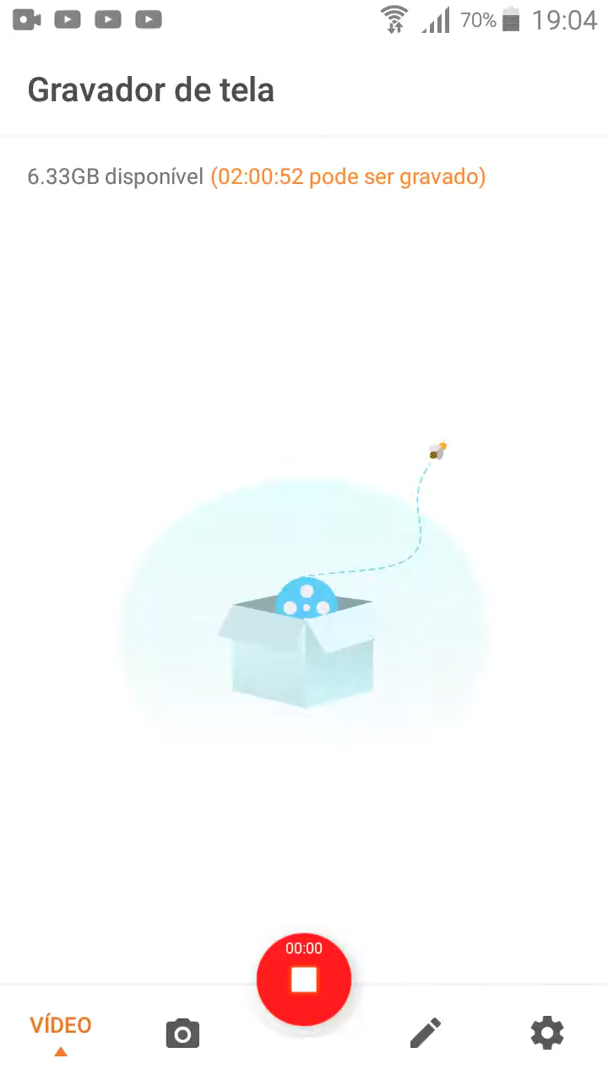 70% 19:04
Gravador de tela
6.33GB disponível (02:00:52 pode ser gravado)
00:00
VÍDEO